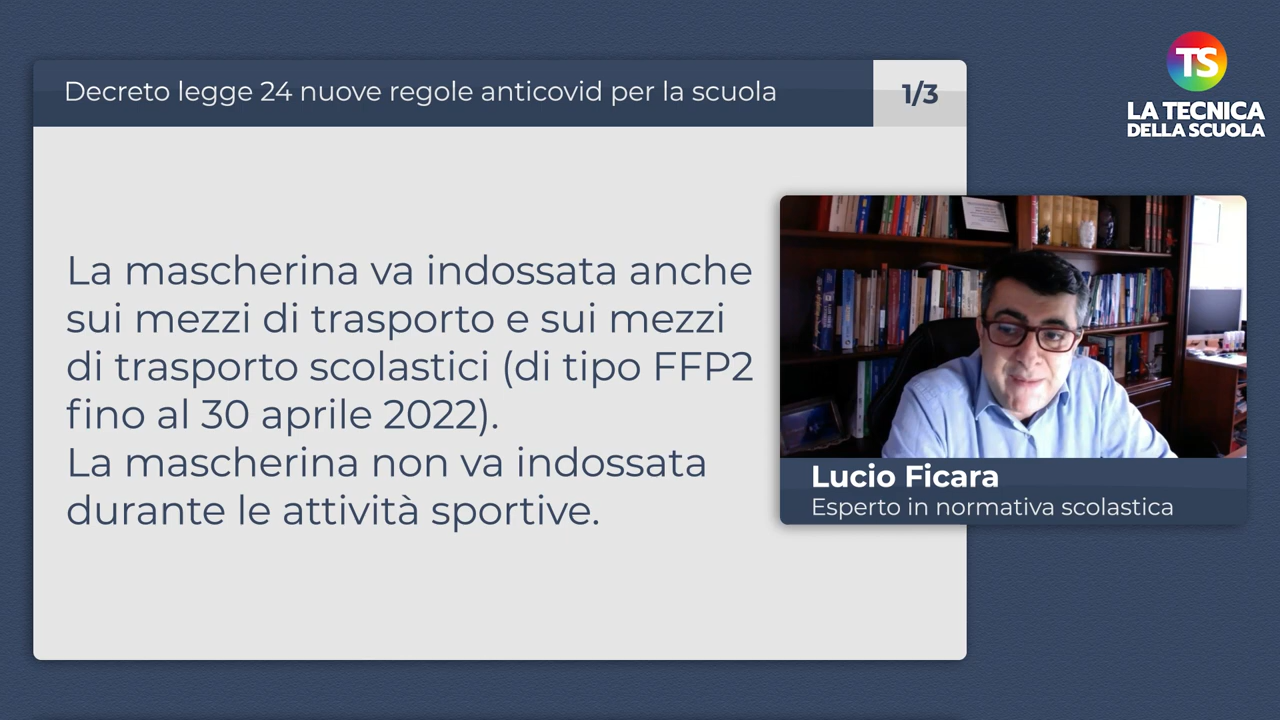 Decreto legge 24 nuove regole anticovid per la scuola
1/3
TS
LA TECNICA
DELLA SCUOLA
La mascherina va indossata anche
sui mezzi di trasporto e sui mezzi
di trasporto scolastici (di tipo FFP2
fino al 30 aprile 2022).
La mascherina non va indossata
durante le attività sportive.
Lucio Ficara
Esperto in normativa scolastica